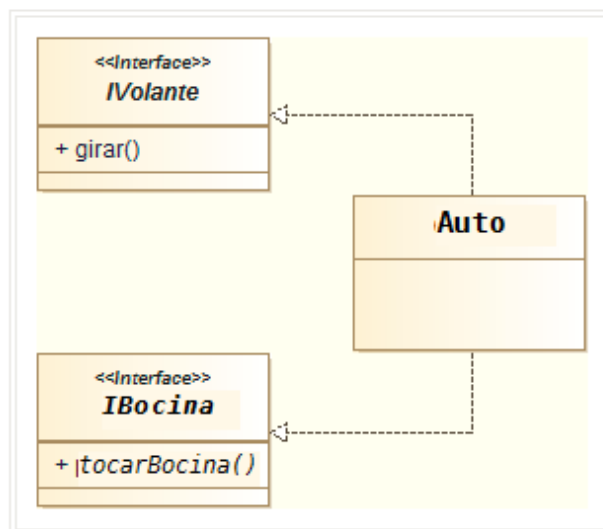 <<Interface>>
IVolante
+ girar()
Auto
<<Interface>>
IBocina
+ tocarBocina()